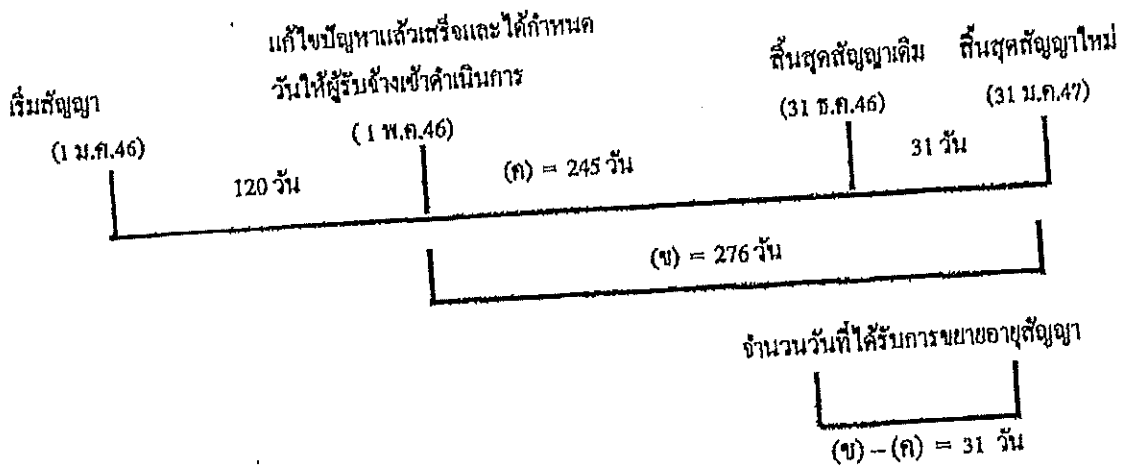 แก้ไขปัญหาแล้วเสร็จและได้กำหนด
วันให้ผู้รับจ้างเข้าดำเนินการ
(1 พ.ค.46)
เริ่มสัญญา
(1 ม.ค.46)
สิ้นสุดสัญญาเดิม
(31 ธ.ค.46)
สิ้นสุดสัญญาใหม่
(31 ม.ค.47)
120 วัน
(ค) = 245 วัน
31 วัน
(ข) = 276 วัน
จำนวนวันที่ได้รับการขยายอายุสัญญา
(ข) – (ค) = 31 วัน